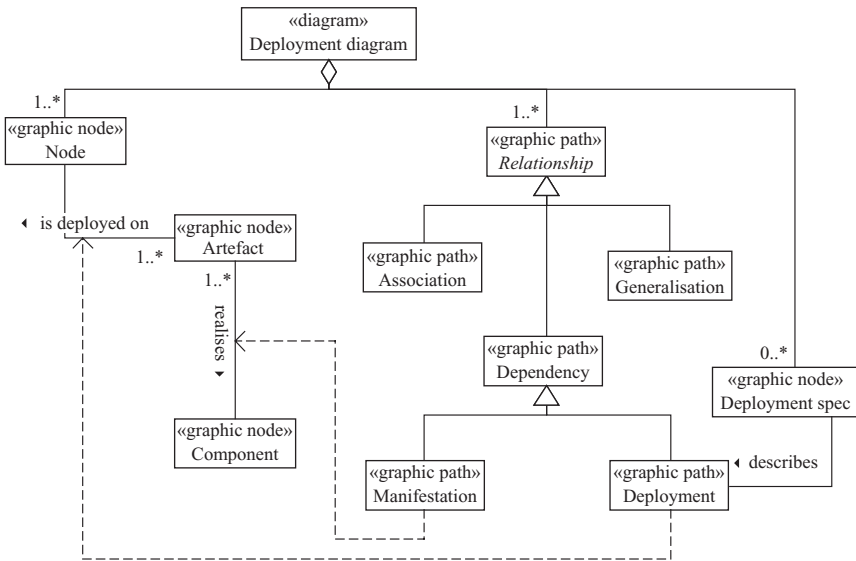 «diagram»
Deployment diagram
1..*
«graphic node»
Node
1..*
«graphic path»
Relationship
is deployed on
1..*
«graphic node»
Artefact
1..*
«graphic path»
Association
«graphic path»
Generalisation
realises
«graphic path»
Dependency
0..*
«graphic node»
Deployment spec
«graphic node»
Component
«graphic path»
Manifestation
«graphic path»
Deployment
describes